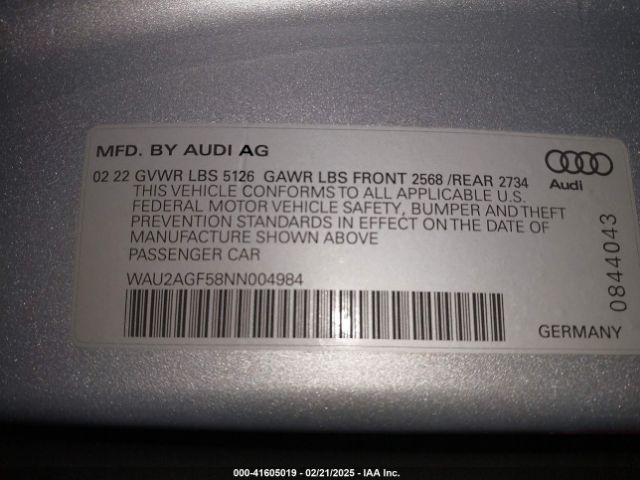 MFD. BY AUDI AG
02 22 GVWR LBS 5126 GAWR LBS FRONT 2568 /REAR 2734
THIS VEHICLE CONFORMS TO ALL APPLICABLE U.S.
FEDERAL MOTOR VEHICLE SAFETY, BUMPER AND THEFT
PREVENTION STANDARDS IN EFFECT ON THE DATE OF
MANUFACTURE SHOWN ABOVE
PASSENGER CAR
WAU2AGF58NN004984
Audi
0844043
GERMANY
000-41605019 - 02/21/2025 - IAA Inc.